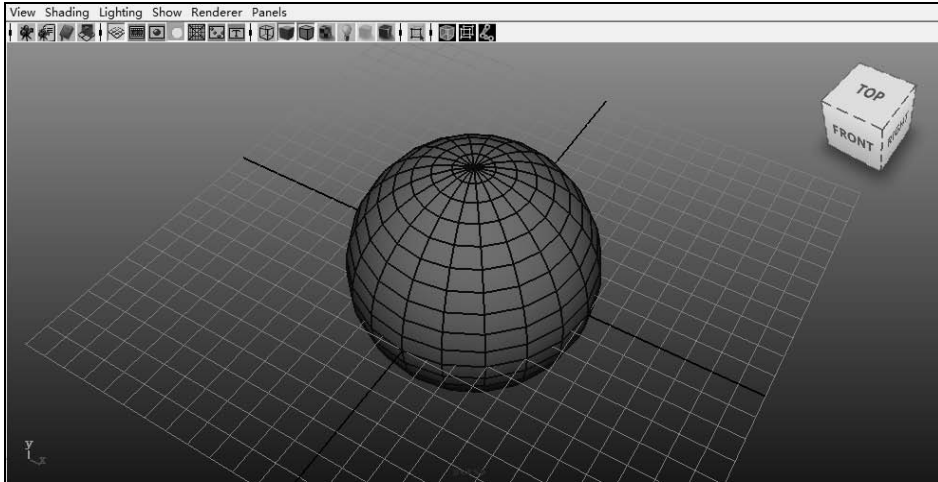 View Shading Lighting Show Renderer Panels
TOP
FRONT RIGHT
y
x